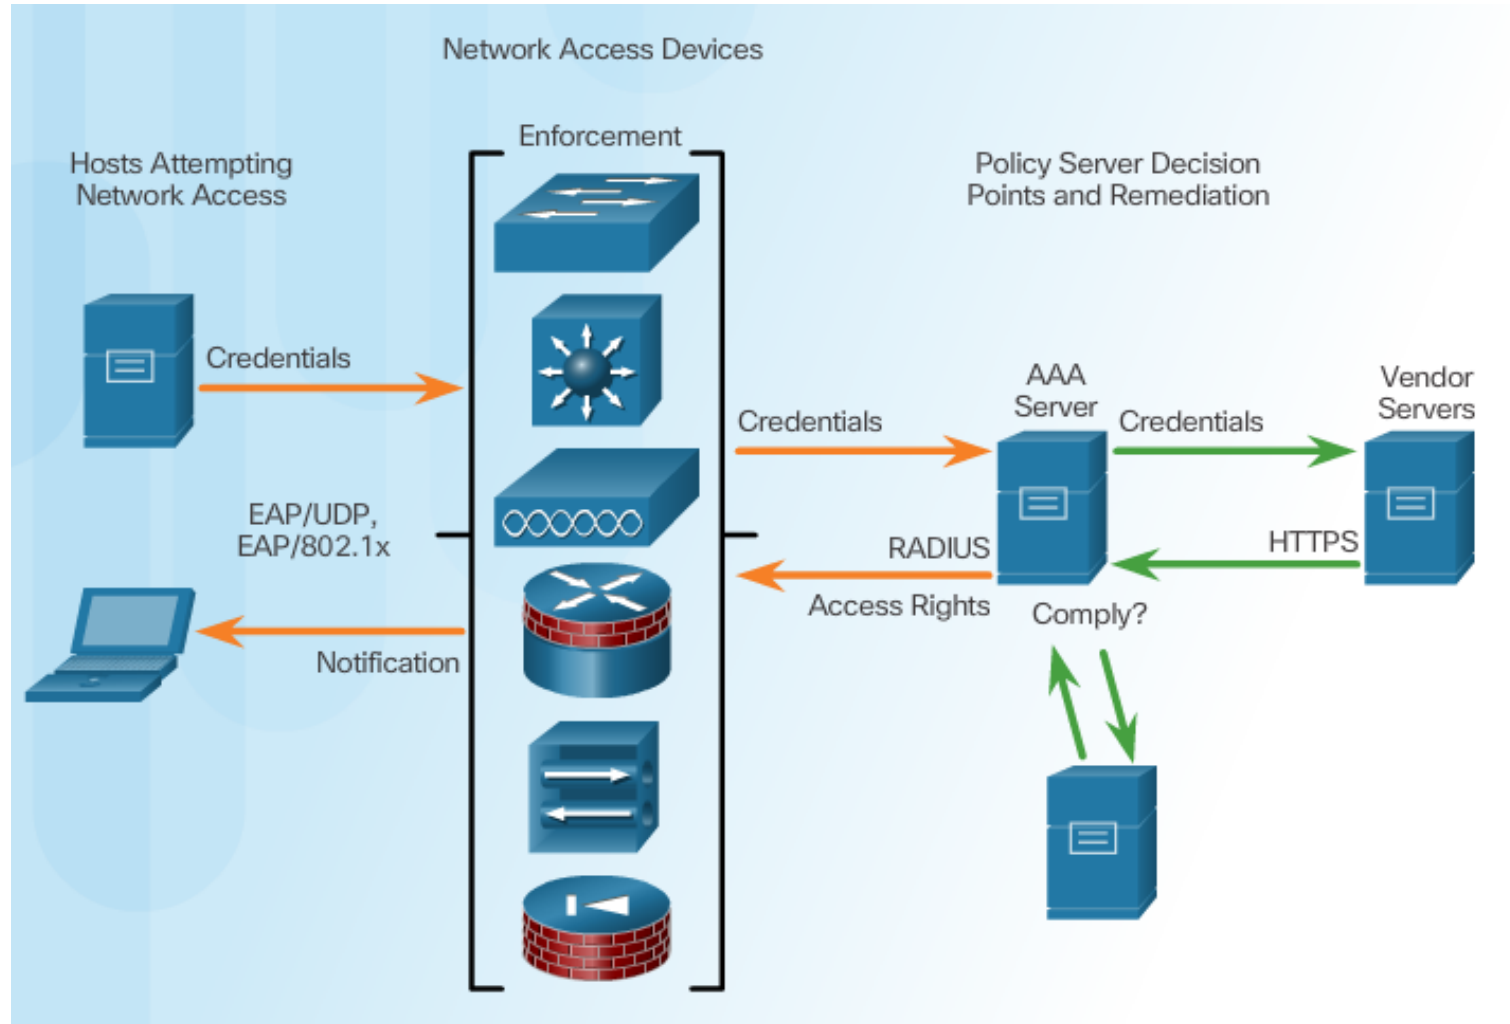 Network Access Devices
Enforcement
Hosts Attempting
Network Access
Policy Server Decision
Points and Remediation
Credentials
AAA
Server
Vendor
Servers
Credentials
Credentials
EAP/UDP,
EAP/802.1x
RADIUS
HTTPS
Access Rights
Comply?
Notification